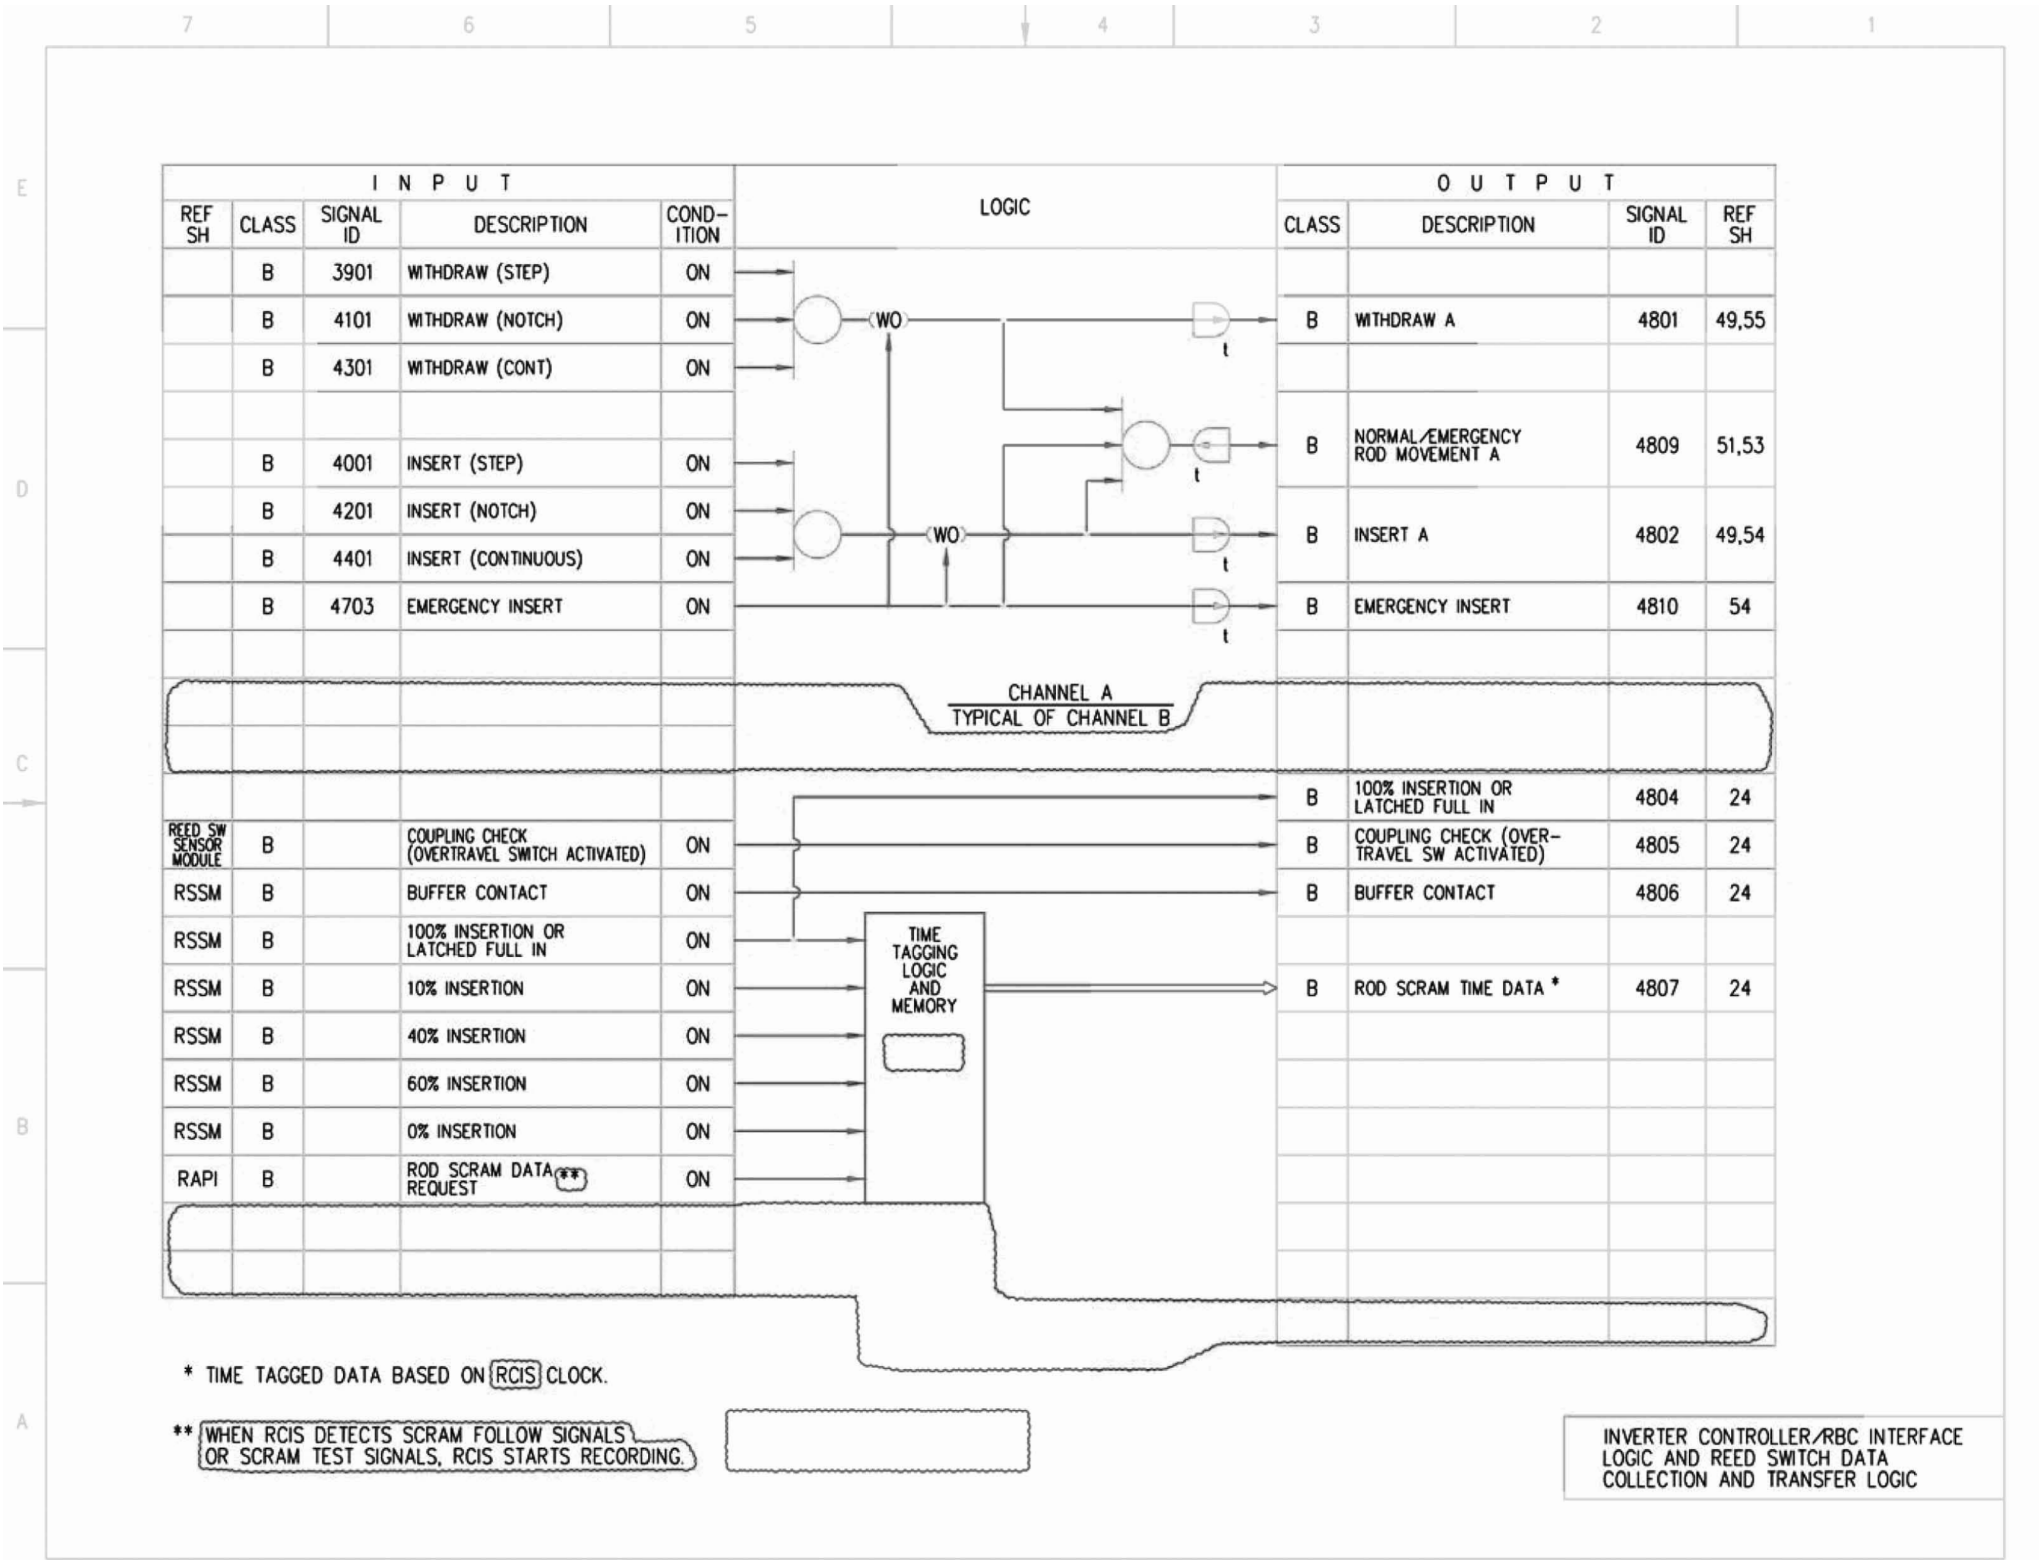 7 6 5 4 3 2 1
E
D
C
B
A
I N P U T
LOGIC
O U T P U T
REF SH
CLASS
SIGNAL ID
DESCRIPTION
COND-ITION
CLASS
DESCRIPTION
SIGNAL ID
REF SH
B 3901 WITHDRAW (STEP) ON
B 4101 WITHDRAW (NOTCH) ON
(WO)
t
B WITHDRAW A 4801 49,55
B 4301 WITHDRAW (CONT) ON
t
B NORMAL/EMERGENCY
ROD MOVEMENT A 4809 51,53
B 4001 INSERT (STEP) ON
B 4201 INSERT (NOTCH) ON
(WO)
t
B INSERT A 4802 49,54
B 4401 INSERT (CONTINUOUS) ON
B 4703 EMERGENCY INSERT ON
t
B EMERGENCY INSERT 4810 54
CHANNEL A
TYPICAL OF CHANNEL B
B 100% INSERTION OR
LATCHED FULL IN 4804 24
REED SW
SENSOR
MODULE
B COUPLING CHECK
(OVERTRAVEL SWITCH ACTIVATED) ON
B COUPLING CHECK (OVER-
TRAVEL SW ACTIVATED) 4805 24
RSSM B BUFFER CONTACT ON
B BUFFER CONTACT 4806 24
RSSM B 100% INSERTION OR
LATCHED FULL IN ON
TIME
TAGGING
LOGIC
AND
MEMORY
RSSM B 10% INSERTION ON
B ROD SCRAM TIME DATA * 4807 24
RSSM B 40% INSERTION ON
RSSM B 60% INSERTION ON
RSSM B 0% INSERTION ON
RAPI B ROD SCRAM DATA **
REQUEST ON
* TIME TAGGED DATA BASED ON RCIS CLOCK.
** WHEN RCIS DETECTS SCRAM FOLLOW SIGNALS
OR SCRAM TEST SIGNALS, RCIS STARTS RECORDING.
INVERTER CONTROLLER/RBC INTERFACE
LOGIC AND REED SWITCH DATA
COLLECTION AND TRANSFER LOGIC